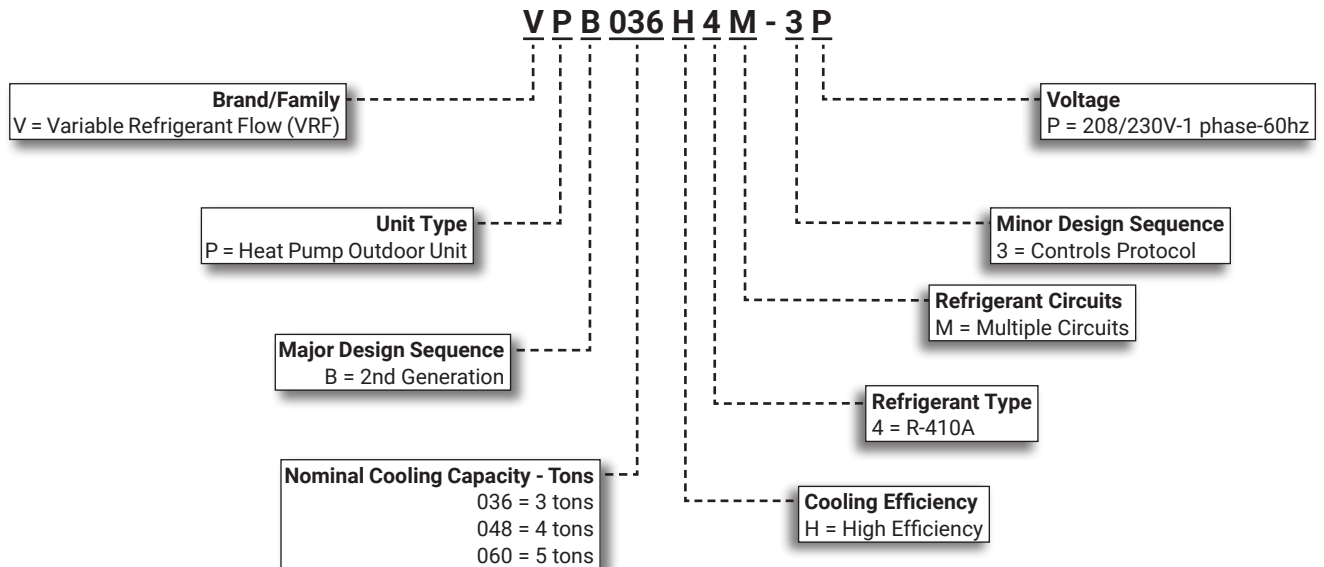 V P B 036 H 4 M - 3 P
Brand/Family
V = Variable Refrigerant Flow (VRF)
Voltage
P = 208/230V-1 phase-60hz
Unit Type
P = Heat Pump Outdoor Unit
Minor Design Sequence
3 = Controls Protocol
Refrigerant Circuits
M = Multiple Circuits
Major Design Sequence
B = 2nd Generation
Refrigerant Type
4 = R-410A
Nominal Cooling Capacity - Tons
036 = 3 tons
048 = 4 tons
060 = 5 tons
Cooling Efficiency
H = High Efficiency